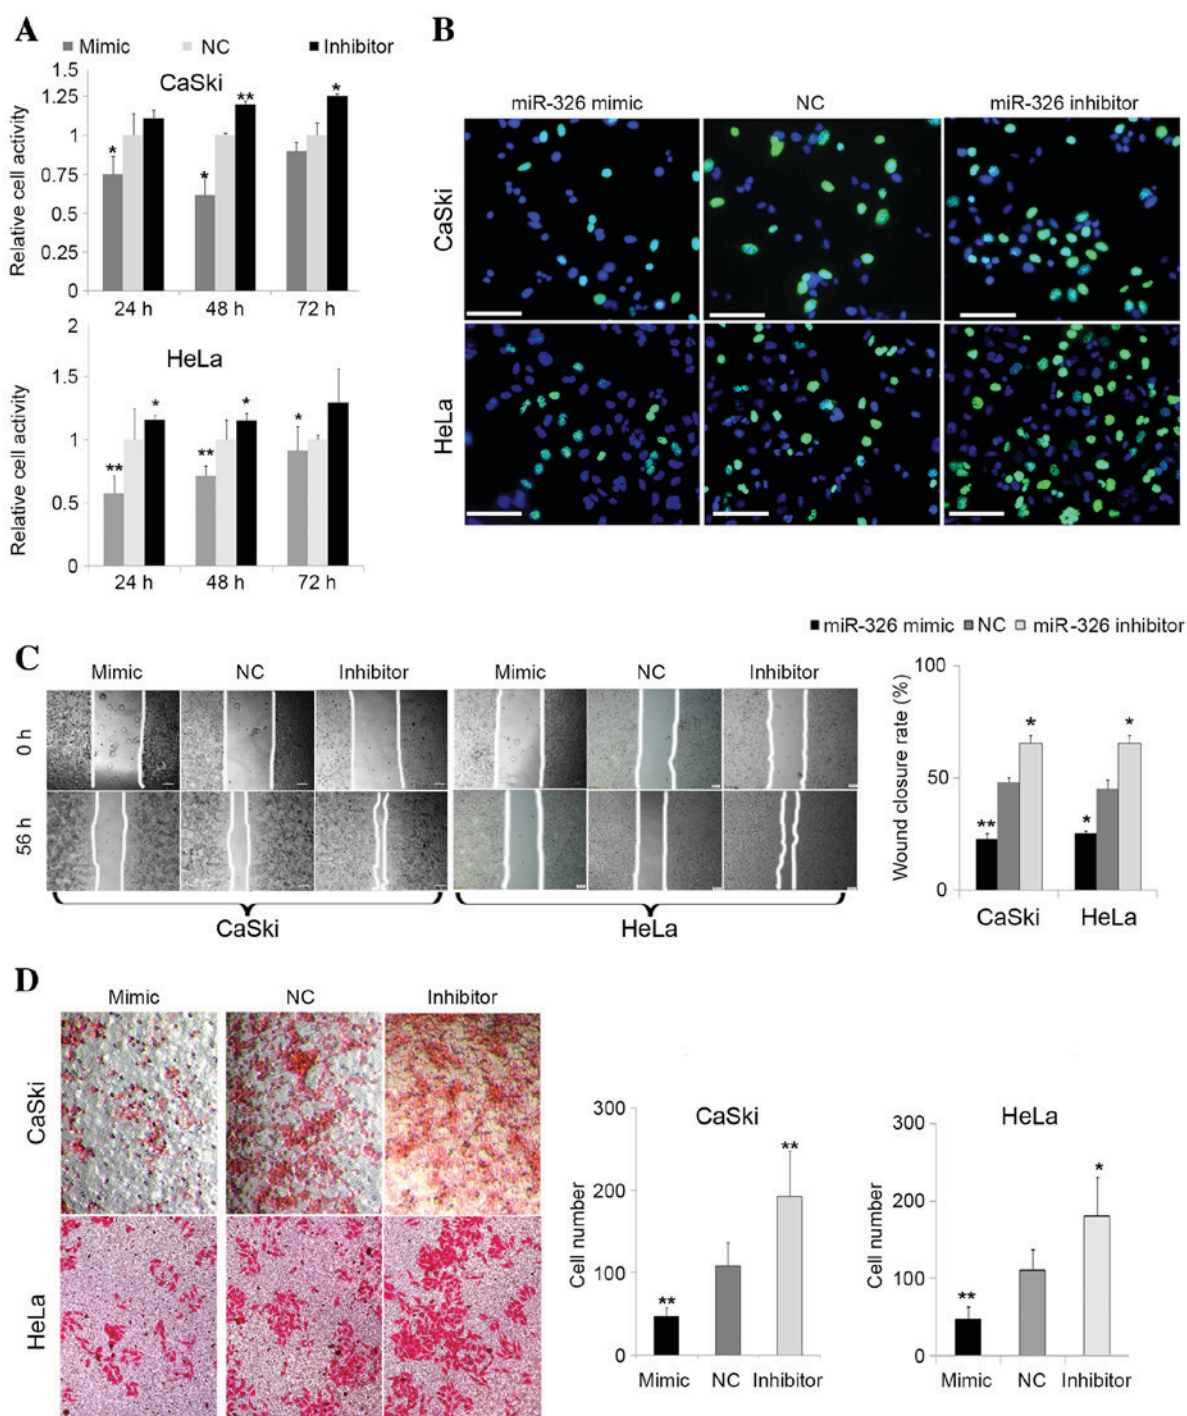 A
Mimic NC Inhibitor
CaSki
Relative cell activity
1.5
1.25
1
0.75
0.5
0.25
0
* ** * ** *
24 h 48 h 72 h
HeLa
Relative cell activity
2
1.5
1
0.5
0
** * ** * *
24 h 48 h 72 h
B
miR-326 mimic NC miR-326 inhibitor
CaSki
HeLa
C
Mimic NC Inhibitor Mimic NC Inhibitor
0 h
56 h
CaSki HeLa
miR-326 mimic NC miR-326 inhibitor
Wound closure rate (%)
100
50
0
** * * *
CaSki HeLa
D
Mimic NC Inhibitor
CaSki
HeLa
CaSki
Cell number
300
200
100
0
** **
Mimic NC Inhibitor
HeLa
Cell number
300
200
100
0
** *
Mimic NC Inhibitor